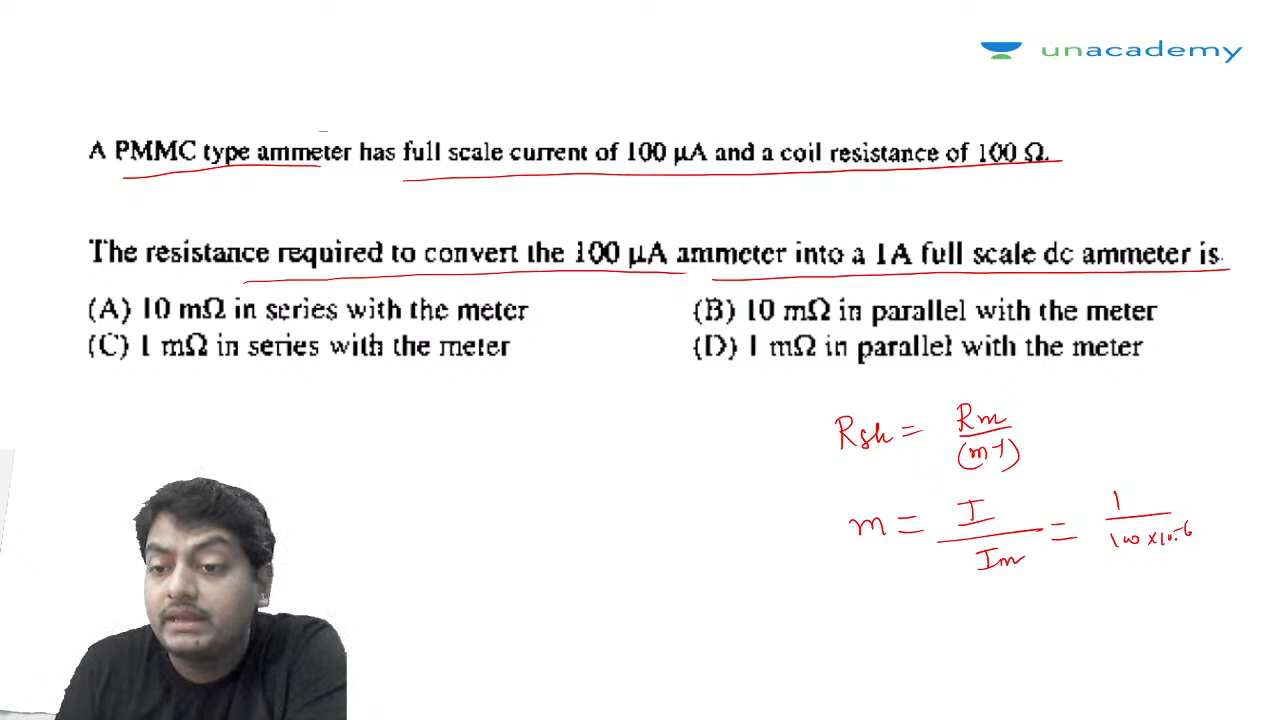 unacademy
A PMMC type ammeter has full scale current of 100 µA and a coil resistance of 100 Ω.
The resistance required to convert the 100 µA ammeter into a 1A full scale dc ammeter is
(A) 10 mΩ in series with the meter (B) 10 mΩ in parallel with the meter
(C) 1 mΩ in series with the meter (D) 1 mΩ in parallel with the meter
Rsh = Rm / (m-1)
m = I / Im = 1 / 100 × 10^-6